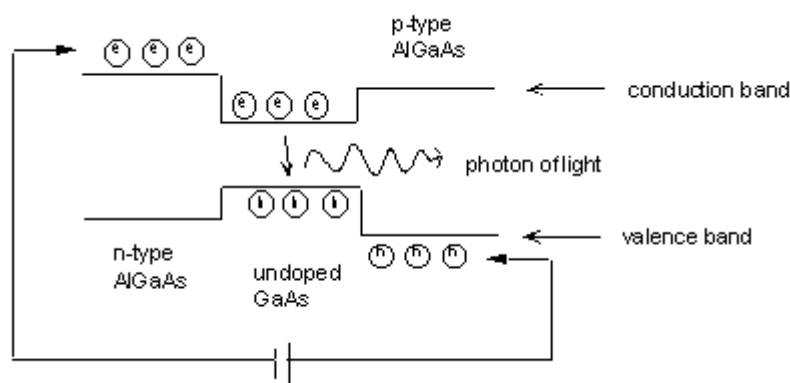 p-type
AlGaAs
e e e
conduction band
e e e
photon of light
h h h
valence band
h h h
n-type
AlGaAs
undoped
GaAs